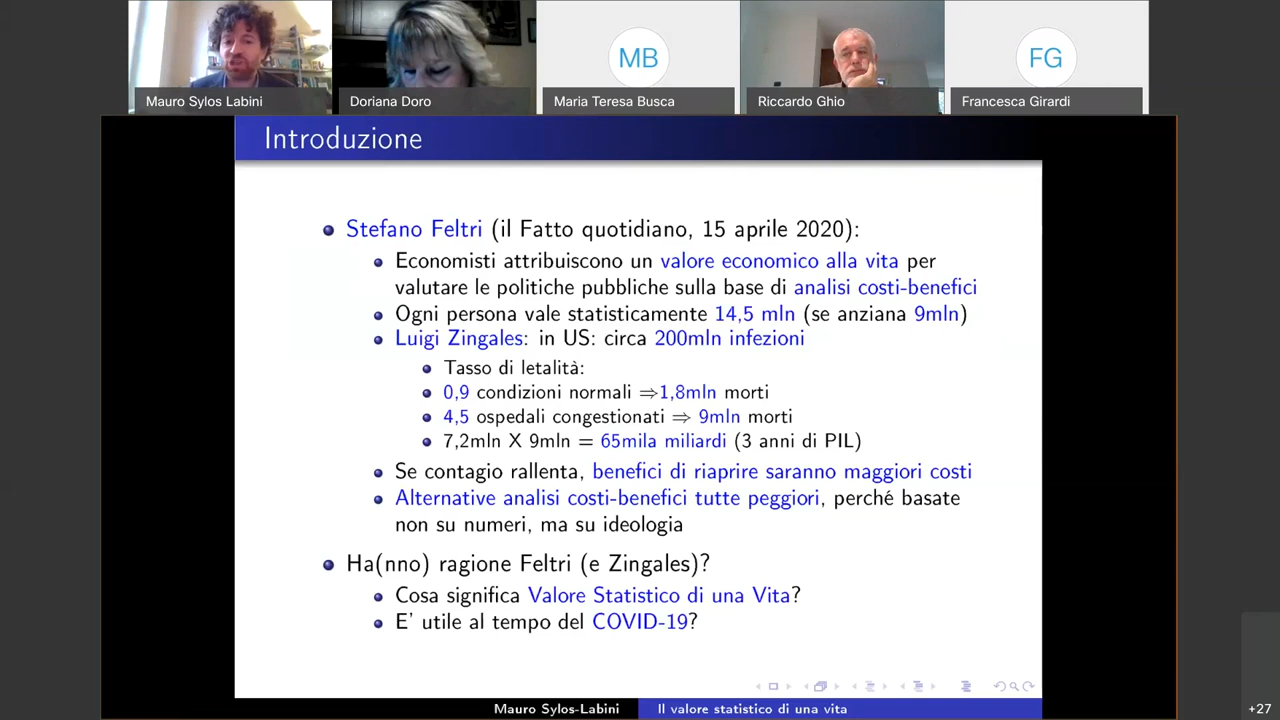 MB
FG
Mauro Sylos Labini
Doriana Doro
Maria Teresa Busca
Riccardo Ghio
Francesca Girardi
Introduzione
Stefano Feltri (il Fatto quotidiano, 15 aprile 2020):
Economisti attribuiscono un valore economico alla vita per
valutare le politiche pubbliche sulla base di analisi costi-benefici
Ogni persona vale statisticamente 14,5 mln (se anziana 9mln)
Luigi Zingales: in US: circa 200mln infezioni
Tasso di letalità:
0,9 condizioni normali ⇒1,8mln morti
4,5 ospedali congestionati ⇒ 9mln morti
7,2mln X 9mln = 65mila miliardi (3 anni di PIL)
Se contagio rallenta, benefici di riaprire saranno maggiori costi
Alternative analisi costi-benefici tutte peggiori, perché basate
non su numeri, ma su ideologia
Ha(nno) ragione Feltri (e Zingales)?
Cosa significa Valore Statistico di una Vita?
E' utile al tempo del COVID-19?
Mauro Sylos-Labini
Il valore statistico di una vita
+27